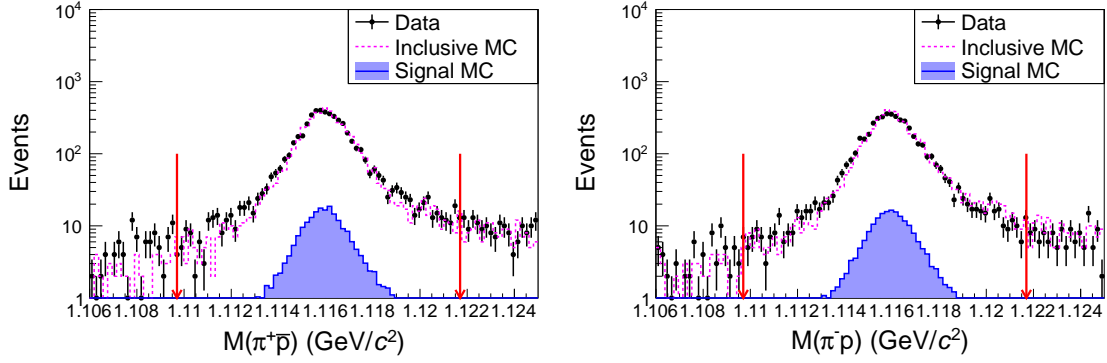 Events
10⁴
10³
10²
10
1
Data
Inclusive MC
Signal MC
1.106 1.108 1.11 1.112 1.114 1.116 1.118 1.12 1.122 1.124
M(π⁺p̅) (GeV/c²)
Events
10⁴
10³
10²
10
1
Data
Inclusive MC
Signal MC
1.106 1.108 1.11 1.112 1.114 1.116 1.118 1.12 1.122 1.124
M(π⁻p) (GeV/c²)